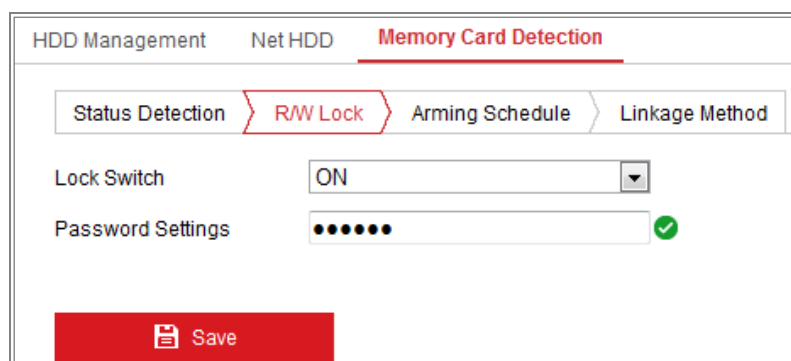 HDD Management Net HDD Memory Card Detection
Status Detection R/W Lock Arming Schedule Linkage Method
Lock Switch ON
Password Settings ••••••
Save